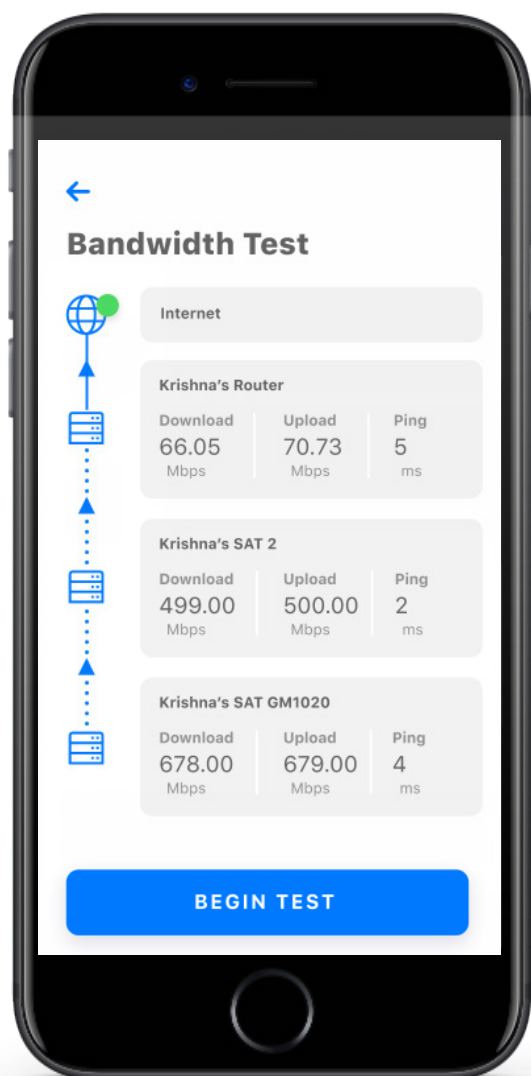 Bandwidth Test
Internet
Krishna’s Router
Download Upload Ping
66.05 70.73 5
Mbps Mbps ms
Krishna’s SAT 2
Download Upload Ping
499.00 500.00 2
Mbps Mbps ms
Krishna’s SAT GM1020
Download Upload Ping
678.00 679.00 4
Mbps Mbps ms
BEGIN TEST